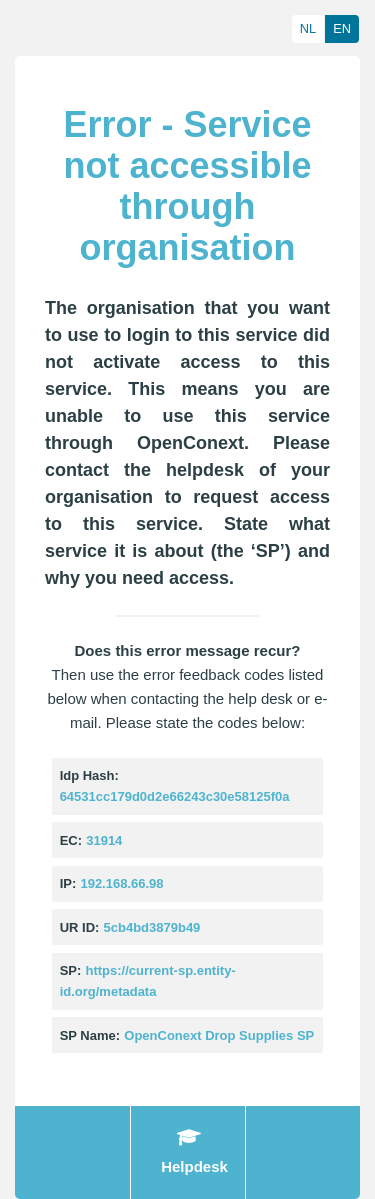 NL EN
Error - Service
not accessible
through
organisation
The organisation that you want
to use to login to this service did
not activate access to this
service. This means you are
unable to use this service
through OpenConext. Please
contact the helpdesk of your
organisation to request access
to this service. State what
service it is about (the ‘SP’) and
why you need access.
Does this error message recur?
Then use the error feedback codes listed
below when contacting the help desk or e-
mail. Please state the codes below:
Idp Hash:
64531cc179d0d2e66243c30e58125f0a
EC: 31914
IP: 192.168.66.98
UR ID: 5cb4bd3879b49
SP: https://current-sp.entity-
id.org/metadata
SP Name: OpenConext Drop Supplies SP
Helpdesk